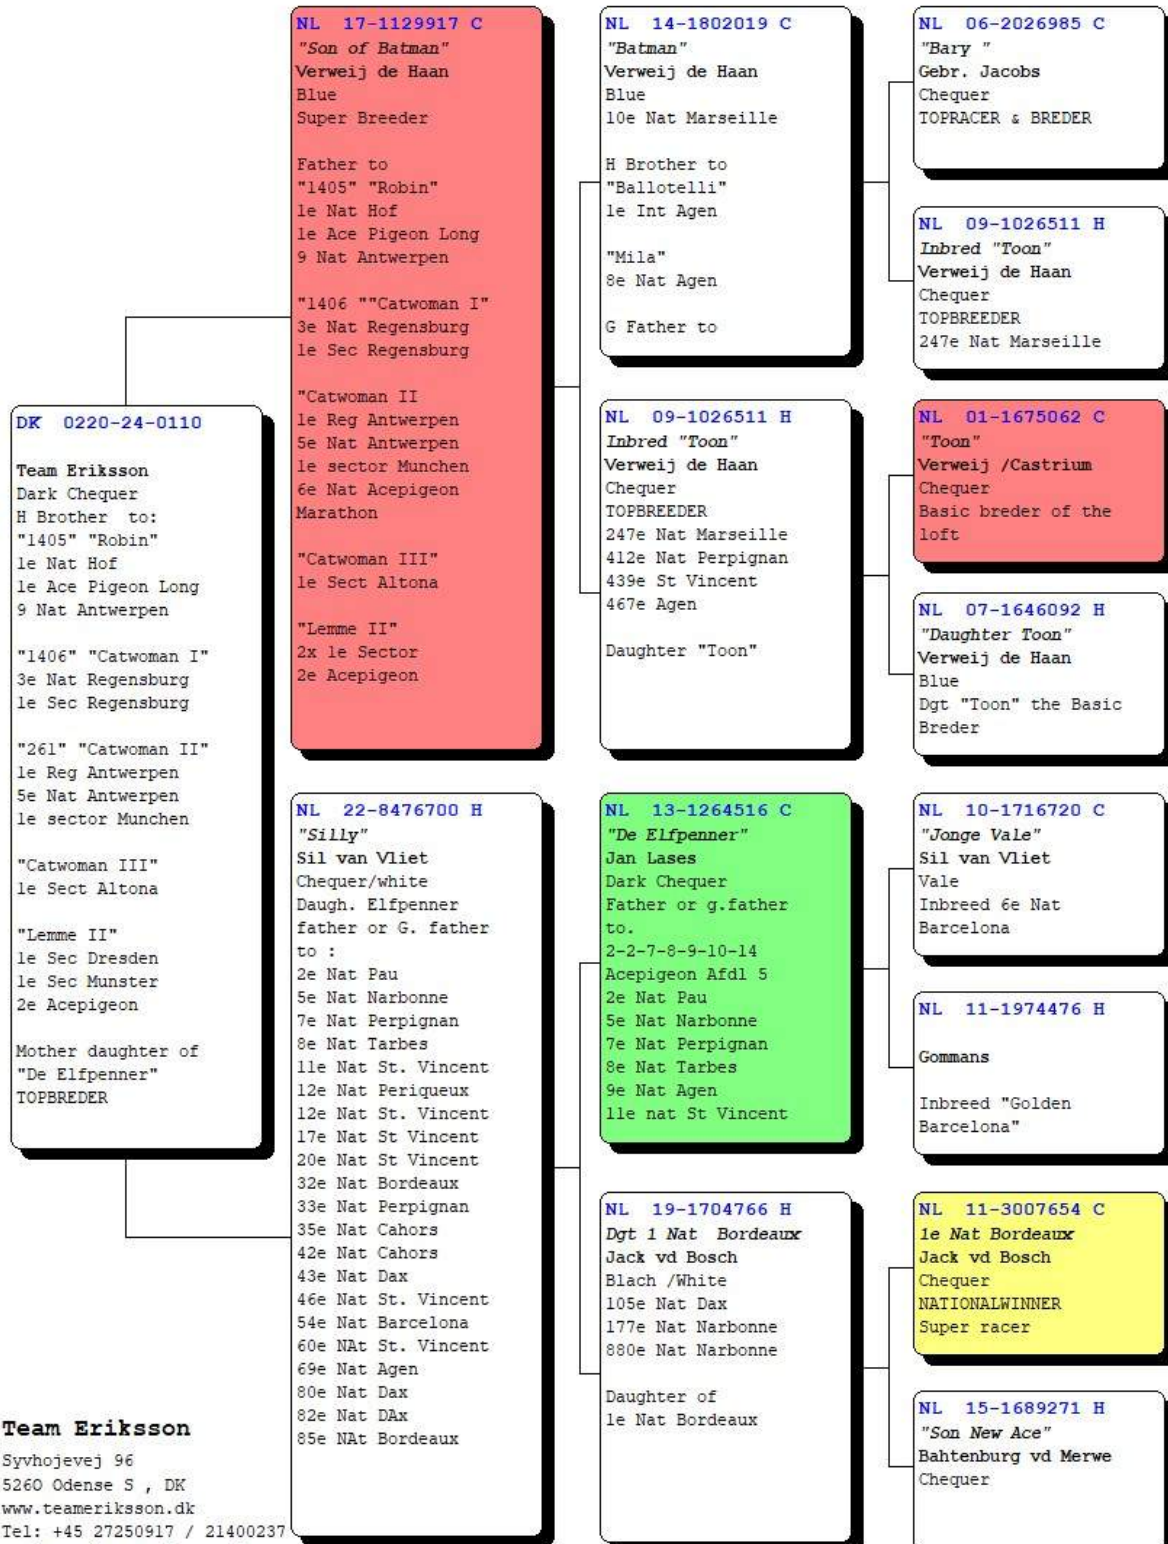 DK 0220-24-0110
Team Eriksson
Dark Chequer
H Brother to:
"1405" "Robin"
1e Nat Hof
1e Ace Pigeon Long
9 Nat Antwerpen
"1406" "Catwoman I"
3e Nat Regensburg
1e Sec Regensburg
"261" "Catwoman II"
1e Reg Antwerpen
5e Nat Antwerpen
1e sector Munchen
"Catwoman III"
1e Sect Altona
"Lemme II"
1e Sec Dresden
1e Sec Munster
2e Acepigeon
Mother daughter of
"De Elfpenner"
TOPBREDER
NL 17-1129917 C
"Son of Batman"
Verweij de Haan
Blue
Super Breeder
Father to
"1405" "Robin"
1e Nat Hof
1e Ace Pigeon Long
9 Nat Antwerpen
"1406 ""Catwoman I"
3e Nat Regensburg
1e Sec Regensburg
"Catwoman II
1e Reg Antwerpen
5e Nat Antwerpen
1e sector Munchen
6e Nat Acepigeon
Marathon
"Catwoman III"
1e Sect Altona
"Lemme II"
2x 1e Sector
2e Acepigeon
NL 22-8476700 H
"Silly"
Sil van Vliet
Chequer/white
Daugh. Elfpenner
father or G. father
to :
2e Nat Pau
5e Nat Narbonne
7e Nat Perpignan
8e Nat Tarbes
11e Nat St. Vincent
12e Nat Periqueux
12e Nat St. Vincent
17e Nat St Vincent
20e Nat St Vincent
32e Nat Bordeaux
33e Nat Perpignan
35e Nat Cahors
42e Nat Cahors
43e Nat Dax
46e Nat St. Vincent
54e Nat Barcelona
60e NAt St. Vincent
69e Nat Agen
80e Nat Dax
82e Nat DAx
85e NAt Bordeaux
NL 14-1802019 C
"Batman"
Verweij de Haan
Blue
10e Nat Marseille
H Brother to
"Ballotelli"
1e Int Agen
"Mila"
8e Nat Agen
G Father to
NL 09-1026511 H
Inbred "Toon"
Verweij de Haan
Chequer
TOPBREEDER
247e Nat Marseille
412e Nat Perpignan
439e St Vincent
467e Agen
Daughter "Toon"
NL 13-1264516 C
"De Elfpenner"
Jan Lases
Dark Chequer
Father or g.father
to.
2-2-7-8-9-10-14
Acepigeon Afdl 5
2e Nat Pau
5e Nat Narbonne
7e Nat Perpignan
8e Nat Tarbes
9e Nat Agen
11e nat St Vincent
NL 19-1704766 H
Dgt 1 Nat Bordeaux
Jack vd Bosch
Blach /White
105e Nat Dax
177e Nat Narbonne
880e Nat Narbonne
Daughter of
1e Nat Bordeaux
NL 06-2026985 C
"Bary "
Gebr. Jacobs
Chequer
TOPRACER & BREDER
NL 09-1026511 H
Inbred "Toon"
Verweij de Haan
Chequer
TOPBREEDER
247e Nat Marseille
NL 01-1675062 C
"Toon"
Verweij /Castrium
Chequer
Basic breder of the
loft
NL 07-1646092 H
"Daughter Toon"
Verweij de Haan
Blue
Dgt "Toon" the Basic
Breder
NL 10-1716720 C
"Jonge Vale"
Sil van Vliet
Vale
Inbreed 6e Nat
Barcelona
NL 11-1974476 H
Gommans
Inbreed "Golden
Barcelona"
NL 11-3007654 C
1e Nat Bordeaux
Jack vd Bosch
Chequer
NATIONALWINNER
Super racer
NL 15-1689271 H
"Son New Ace"
Bahtenburg vd Merwe
Chequer
Team Eriksson
Syvhojevej 96
5260 Odense S , DK
www.teameriksson.dk
Tel: +45 27250917 / 21400237